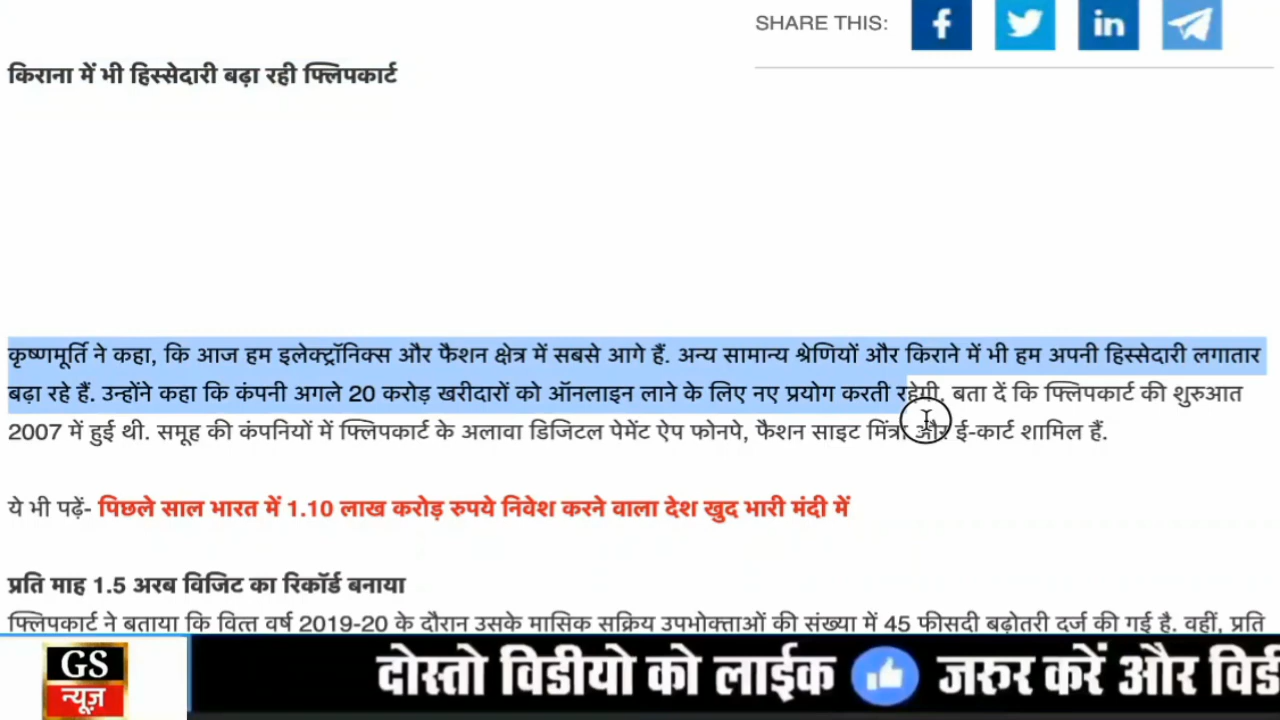 SHARE THIS:
किराना में भी हिस्सेदारी बढ़ा रही फ्लिपकार्ट
कृष्णमूर्ति ने कहा, कि आज हम इलेक्ट्रॉनिक्स और फैशन क्षेत्र में सबसे आगे हैं. अन्य सामान्य श्रेणियों और किराने में भी हम अपनी हिस्सेदारी लगातार
बढ़ा रहे हैं. उन्होंने कहा कि कंपनी अगले 20 करोड़ खरीदारों को ऑनलाइन लाने के लिए नए प्रयोग करती रहेगी. बता दें कि फ्लिपकार्ट की शुरुआत
2007 में हुई थी. समूह की कंपनियों में फ्लिपकार्ट के अलावा डिजिटल पेमेंट ऐप फोनपे, फैशन साइट मिंत्रा और ई-कार्ट शामिल हैं.
ये भी पढ़ें- पिछले साल भारत में 1.10 लाख करोड़ रुपये निवेश करने वाला देश खुद भारी मंदी में
प्रति माह 1.5 अरब विजिट का रिकॉर्ड बनाया
फ्लिपकार्ट ने बताया कि वित्त वर्ष 2019-20 के दौरान उसके मासिक सक्रिय उपभोक्ताओं की संख्या में 45 फीसदी बढ़ोतरी दर्ज की गई है. वहीं, प्रति
GS
न्यूज़
दोस्तो विडीयो को लाईक जरुर करें और विडी